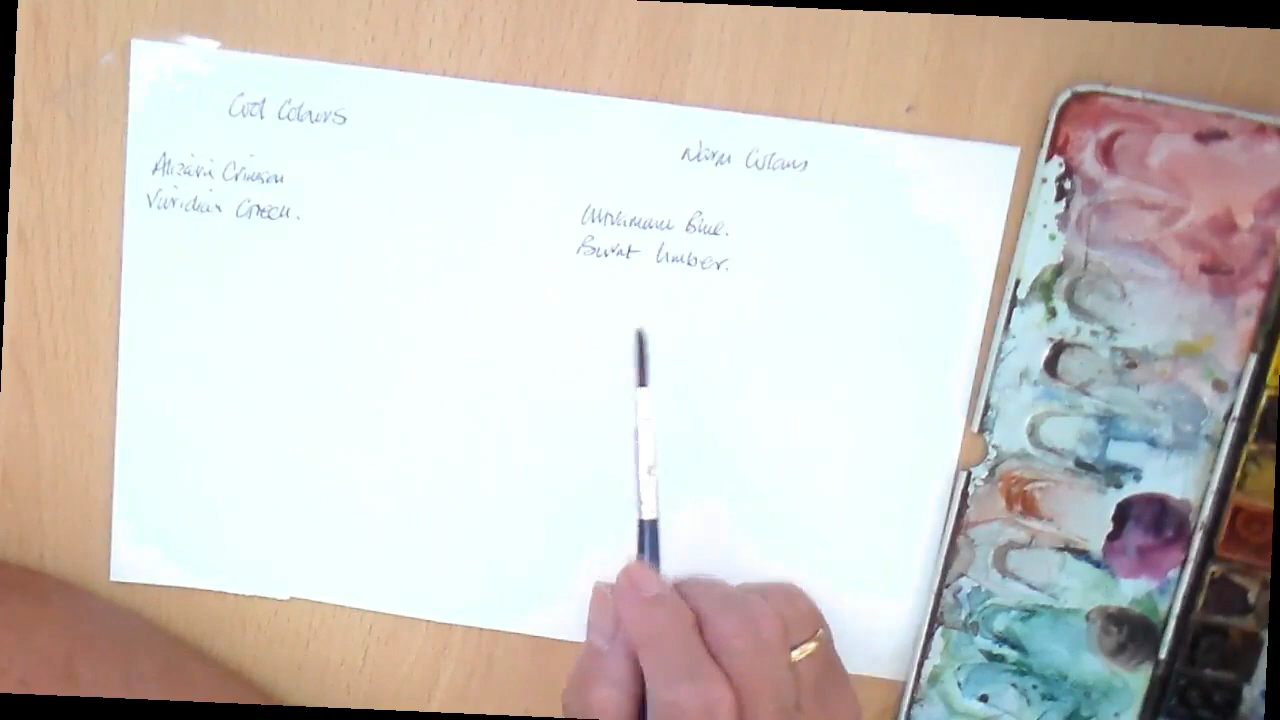 Cool Colours
Alizarin Crimson
Viridian Green.
Warm Colours
Ultramarine Blue.
Burnt Umber.